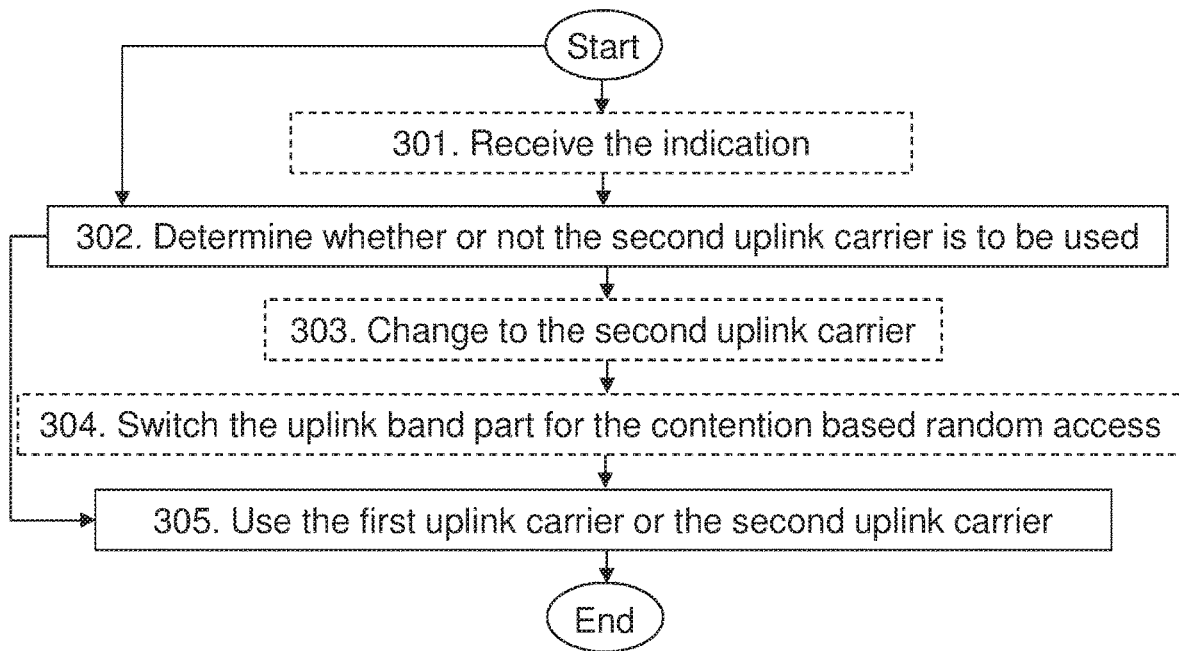 Start
301. Receive the indication
302. Determine whether or not the second uplink carrier is to be used
303. Change to the second uplink carrier
304. Switch the uplink band part for the contention based random access
305. Use the first uplink carrier or the second uplink carrier
End